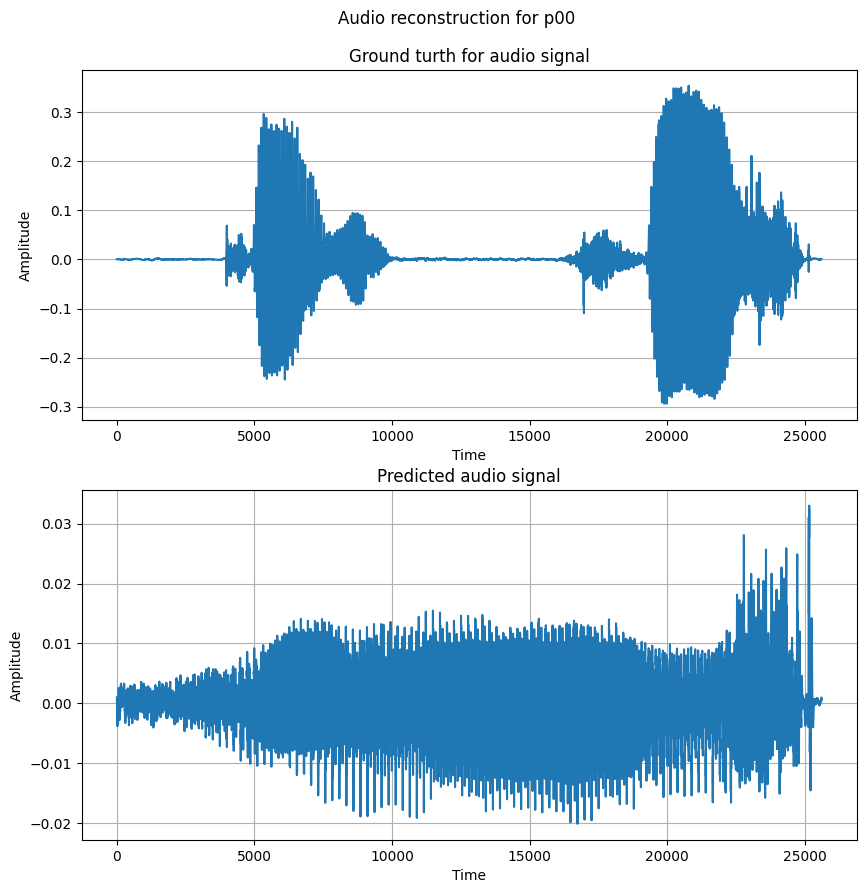 Audio reconstruction for p00
Ground turth for audio signal
Amplitude
0.3
0.2
0.1
0.0
−0.1
−0.2
−0.3
0 5000 10000 15000 20000 25000
Time
Predicted audio signal
Amplitude
0.03
0.02
0.01
0.00
−0.01
−0.02
0 5000 10000 15000 20000 25000
Time